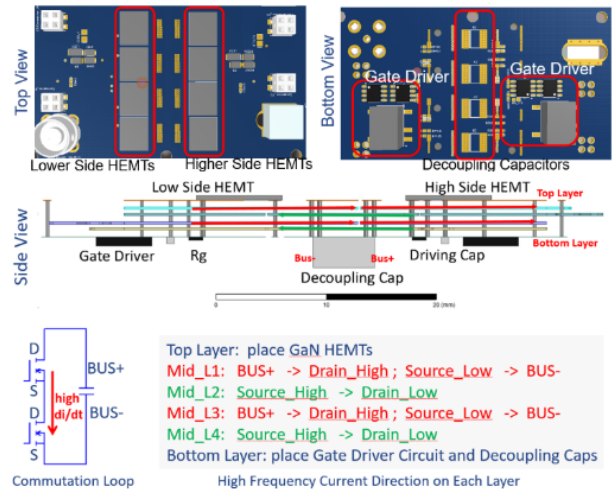 Top View
Lower Side HEMTs
Higher Side HEMTs
Bottom View
Gate Driver
Gate Driver
Decoupling Capacitors
Side View
Low Side HEMT
High Side HEMT
Top Layer
Bottom Layer
Gate Driver
Rg
Bus-
Bus+
Driving Cap
Decoupling Cap
0
10
20 (mm)
D
BUS+
S
high
di/dt
D
BUS-
S
Commutation Loop
Top Layer: place GaN HEMTs
Mid_L1: BUS+ -> Drain_High ; Source_Low -> BUS-
Mid_L2: Source_High -> Drain_Low
Mid_L3: BUS+ -> Drain_High ; Source_Low -> BUS-
Mid_L4: Source_High -> Drain_Low
Bottom Layer: place Gate Driver Circuit and Decoupling Caps
High Frequency Current Direction on Each Layer